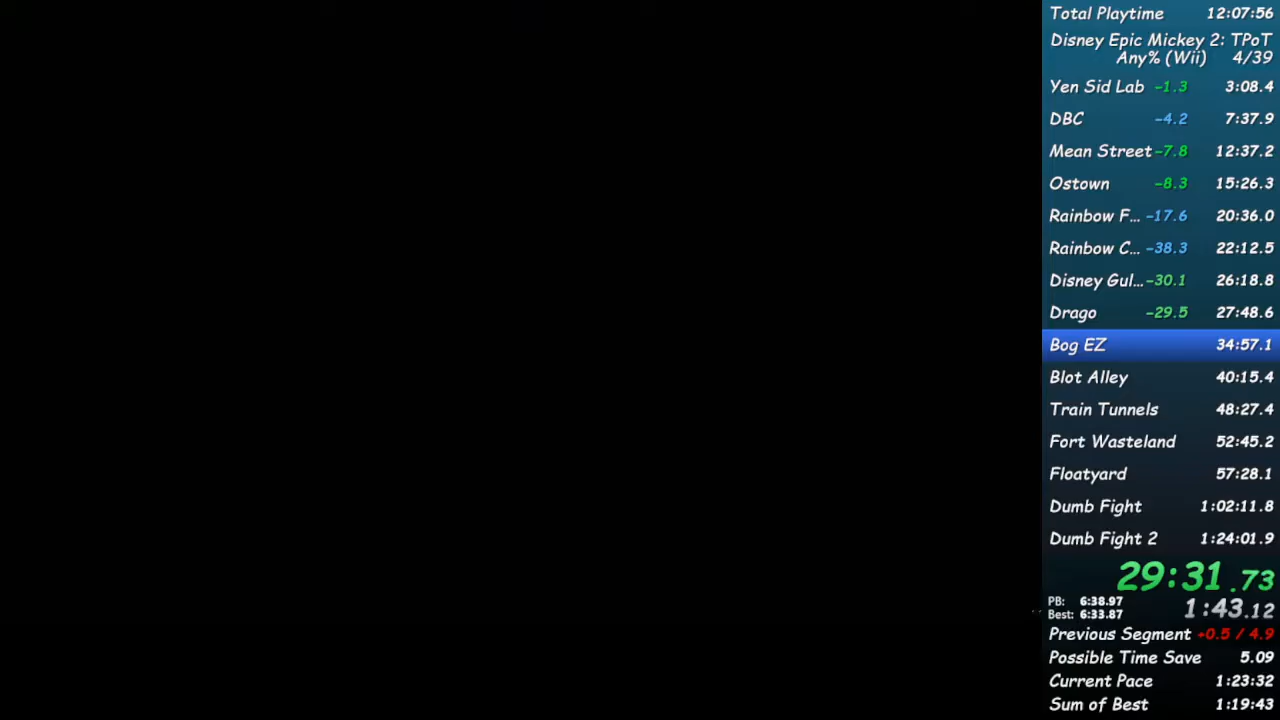 Total Playtime 12:07:56
Disney Epic Mickey 2: TPoT
Any% (Wii) 4/39
Yen Sid Lab -1.3 3:08.4
DBC -4.2 7:37.9
Mean Street -7.8 12:37.2
Ostown -8.3 15:26.3
Rainbow F... -17.6 20:36.0
Rainbow C... -38.3 22:12.5
Disney Gul... -30.1 26:18.8
Drago -29.5 27:48.6
Bog EZ 34:57.1
Blot Alley 40:15.4
Train Tunnels 48:27.4
Fort Wasteland 52:45.2
Floatyard 57:28.1
Dumb Fight 1:02:11.8
Dumb Fight 2 1:24:01.9
29:31.73
PB: 6:38.97 1:43.12
Best: 6:33.87
Previous Segment +0.5 / 4.9
Possible Time Save 5.09
Current Pace 1:23:32
Sum of Best 1:19:43